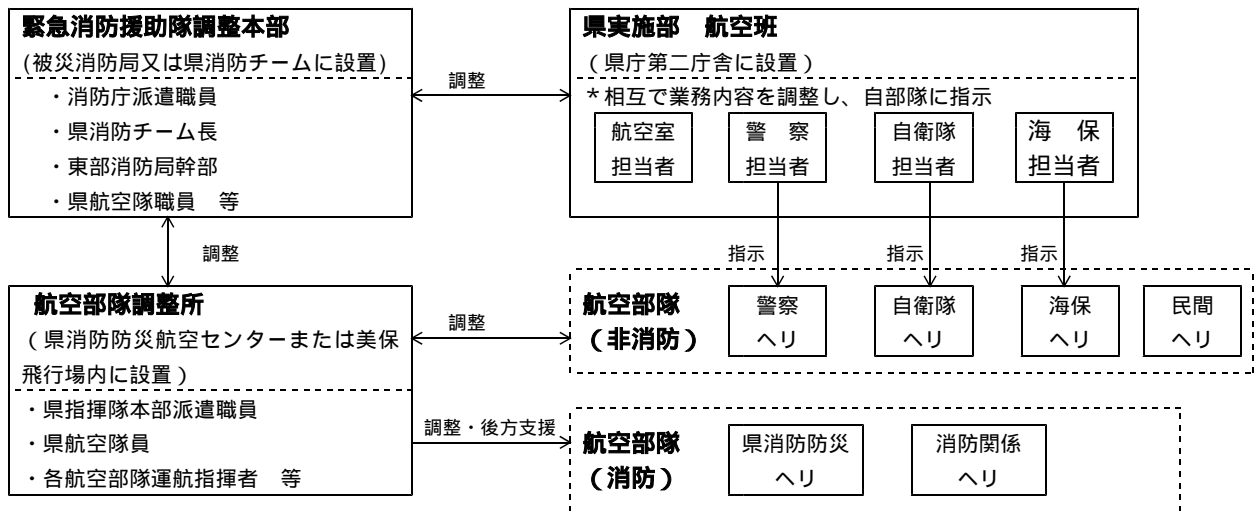 緊急消防援助隊調整本部
(被災消防局又は県消防チームに設置)
・消防庁派遣職員
・県消防チーム長
・東部消防局幹部
・県航空隊職員　等
調整
県実施部　航空班
（県庁第二庁舎に設置）
*相互で業務内容を調整し、自部隊に指示
航空室
担当者
警　察
担当者
自衛隊
担当者
海　保
担当者
調整
指示
指示
指示
航空部隊調整所
（県消防防災航空センターまたは美保
飛行場内に設置）
・県指揮隊本部派遣職員
・県航空隊員
・各航空部隊運航指揮者　等
調整
航空部隊
（非消防）
警察
ヘリ
自衛隊
ヘリ
海保
ヘリ
民間
ヘリ
調整・後方支援
航空部隊
（消防）
県消防防災
ヘリ
消防関係
ヘリ